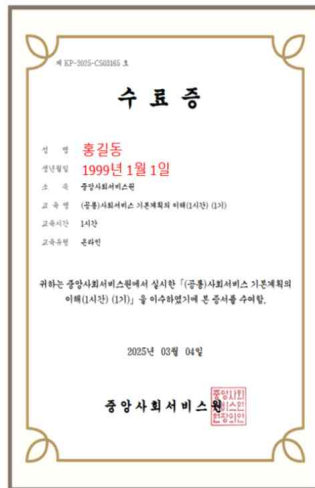 제 KP-2025-CS03165 호
수 료 증
성 명 홍길동
생년월일 1999년 1월 1일
소 속 중앙사회서비스원
교 육 명 (공통)사회서비스 기본계획의 이해(1시간) (1기)
교육시간 1시간
교육유형 온라인
귀하는 중앙사회서비스원에서 실시한 「(공통)사회서비스 기본계획의
이해(1시간) (1기)」을 이수하였기에 본 증서를 수여함.
2025년 03월 04일
중앙사회서비스원